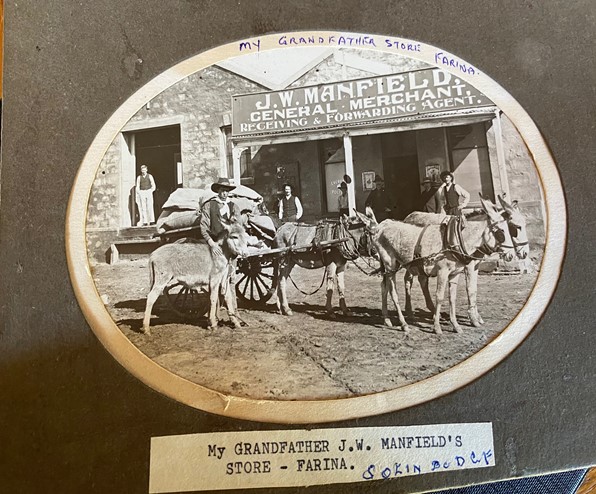 MY GRANDFATHER STORE
FARINA.
J.W. MANFIELD,
GENERAL·MERCHANT,
RECEIVING & FORWARDING AGENT.
My GRANDFATHER J.W. MANFIELD'S
STORE - FARINA.